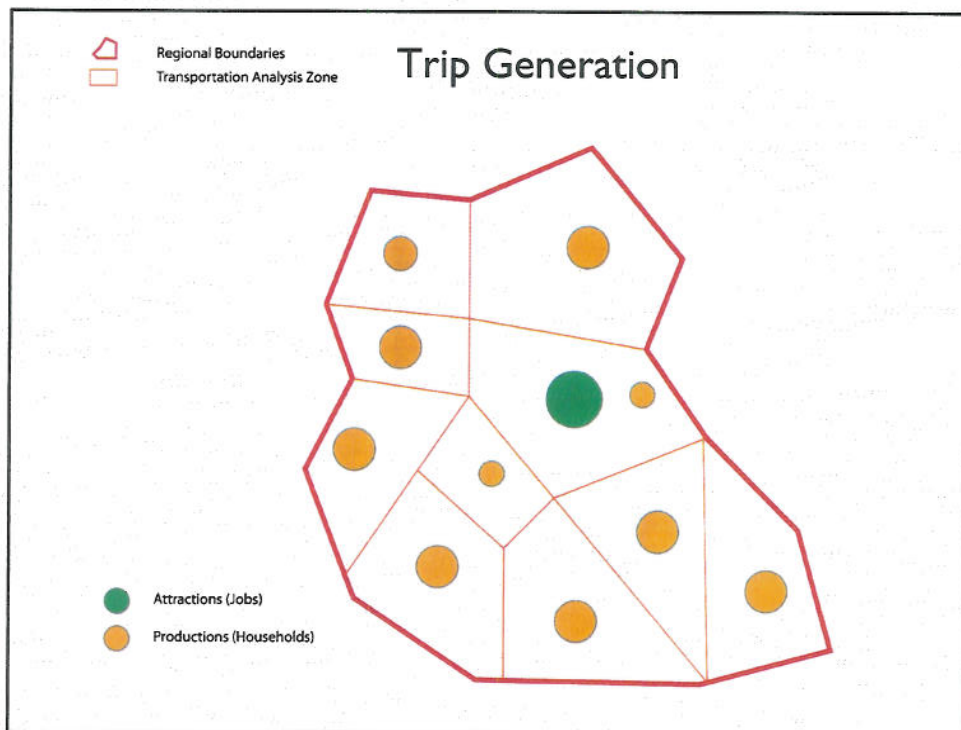 Regional Boundaries
Transportation Analysis Zone
Trip Generation
Attractions (Jobs)
Productions (Households)